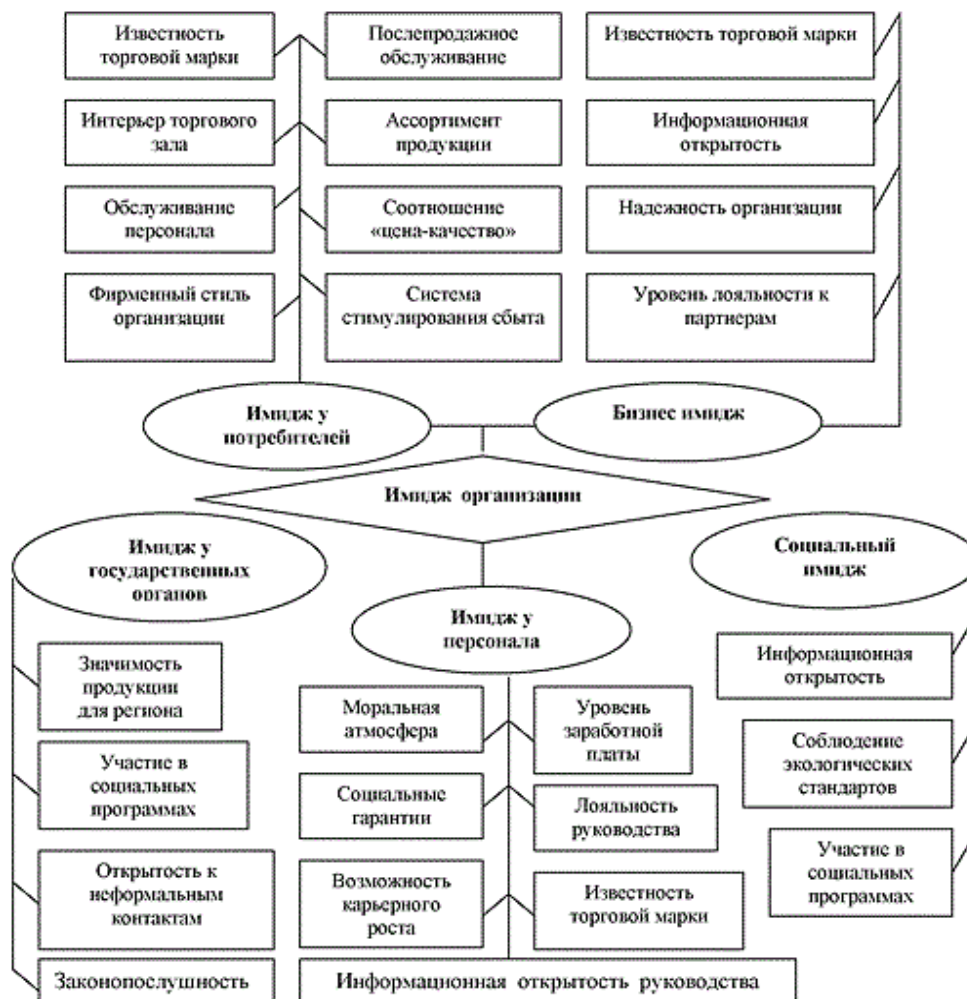 Известность
торговой марки
Послепродажное
обслуживание
Известность торговой марки
Интерьер торгового
зала
Ассортимент
продукции
Информационная
открытость
Обслуживание
персонала
Соотношение
«цена-качество»
Надежность организации
Фирменный стиль
организации
Система
стимулирования сбыта
Уровень лояльности к
партнерам
Имидж у
потребителей
Бизнес имидж
Имидж организации
Имидж у
государственных
органов
Социальный
имидж
Имидж у
персонала
Значимость
продукции
для региона
Участие в
социальных
программах
Открытость к
неформальным
контактам
Законопослушность
Моральная
атмосфера
Уровень
заработной
платы
Социальные
гарантии
Лояльность
руководства
Возможность
карьерного
роста
Известность
торговой марки
Информационная открытость руководства
Информационная
открытость
Соблюдение
экологических
стандартов
Участие в
социальных
программах